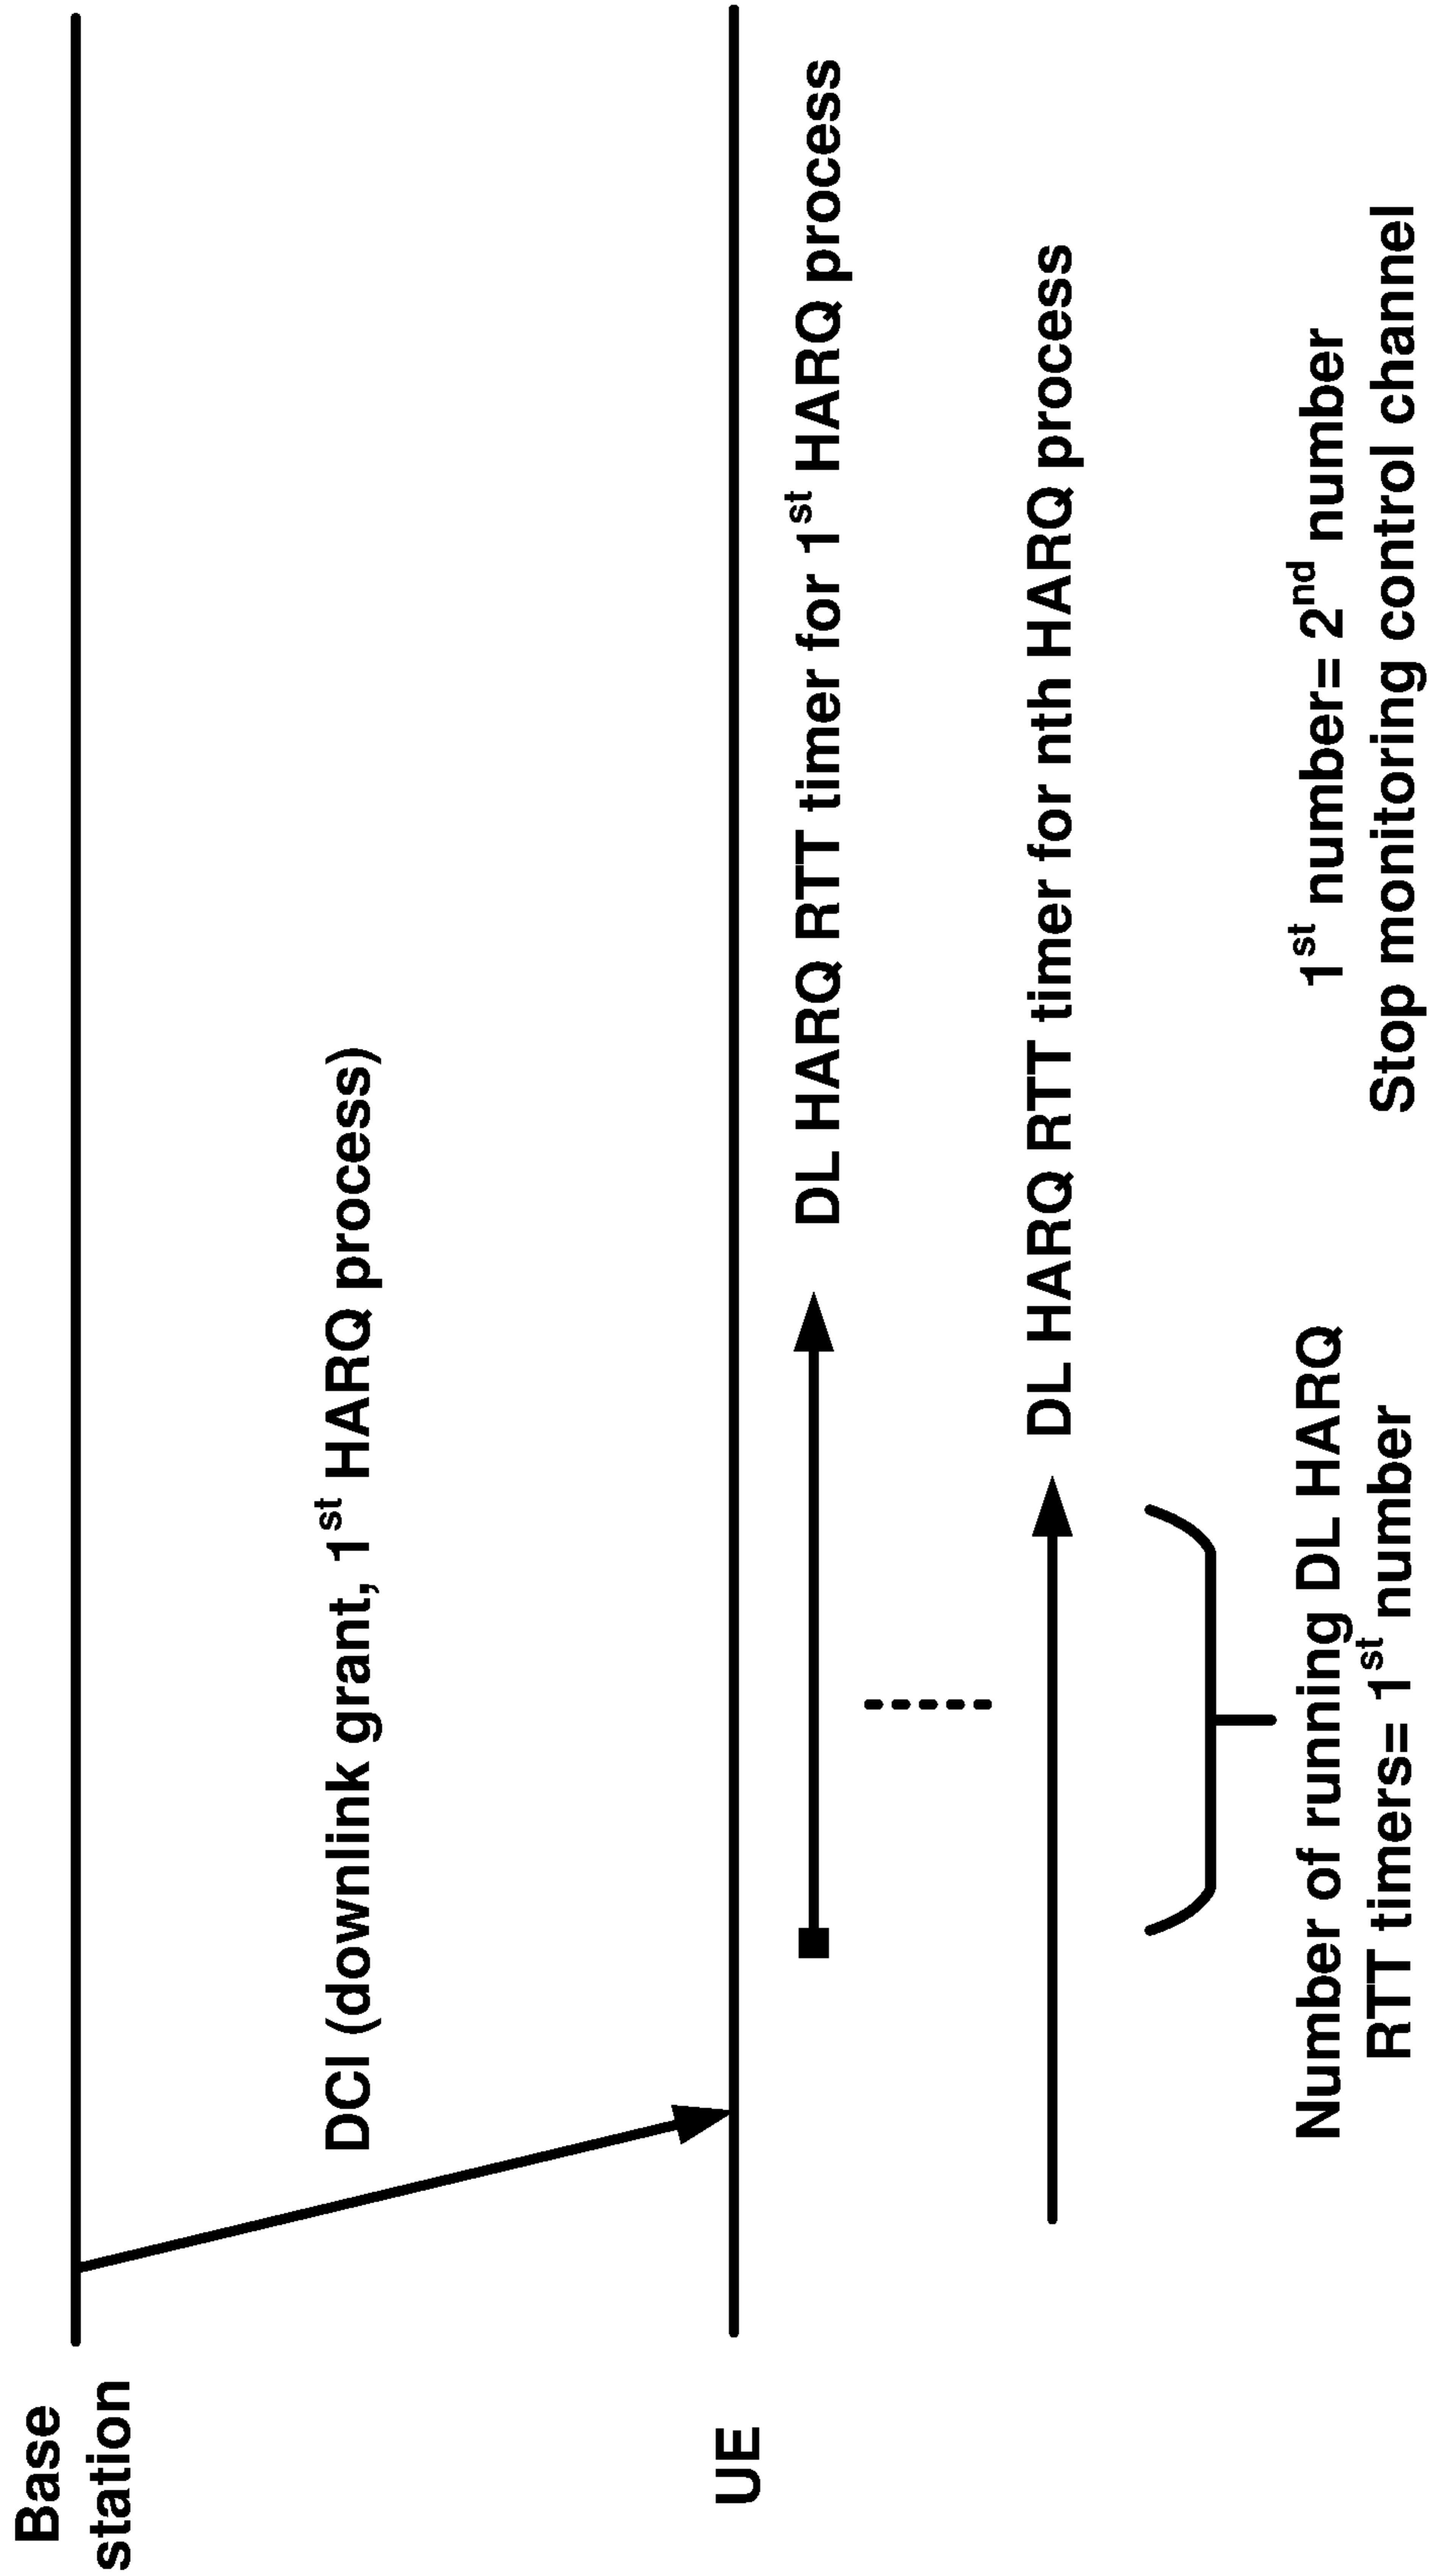 Base
station
DCI (downlink grant, 1st HARQ process)
UE
DL HARQ RTT timer for 1st HARQ process
DL HARQ RTT timer for nth HARQ process
Number of running DL HARQ
RTT timers= 1st number
1st number= 2nd number
Stop monitoring control channel